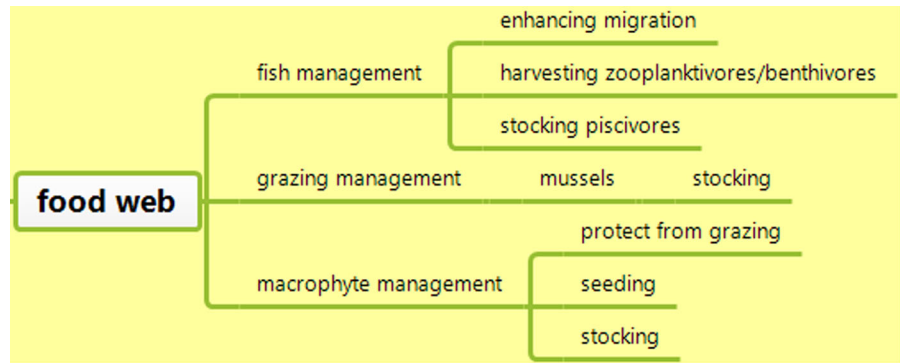 enhancing migration
fish management
harvesting zooplanktivores/benthivores
stocking piscivores
food web
grazing management
mussels
stocking
protect from grazing
macrophyte management
seeding
stocking